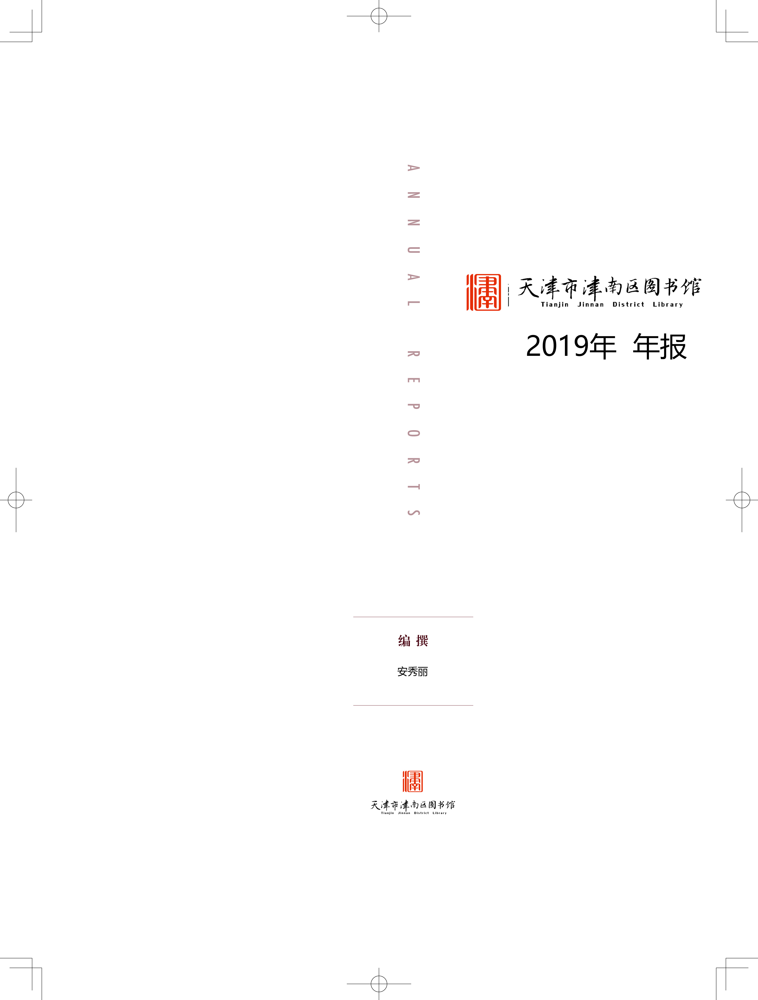 ANNUAL REPORTS
天津市津南区图书馆
Tianjin Jinnan District Library
2019年 年报
编撰
安秀丽
天津市津南区图书馆
Tianjin Jinnan District Library